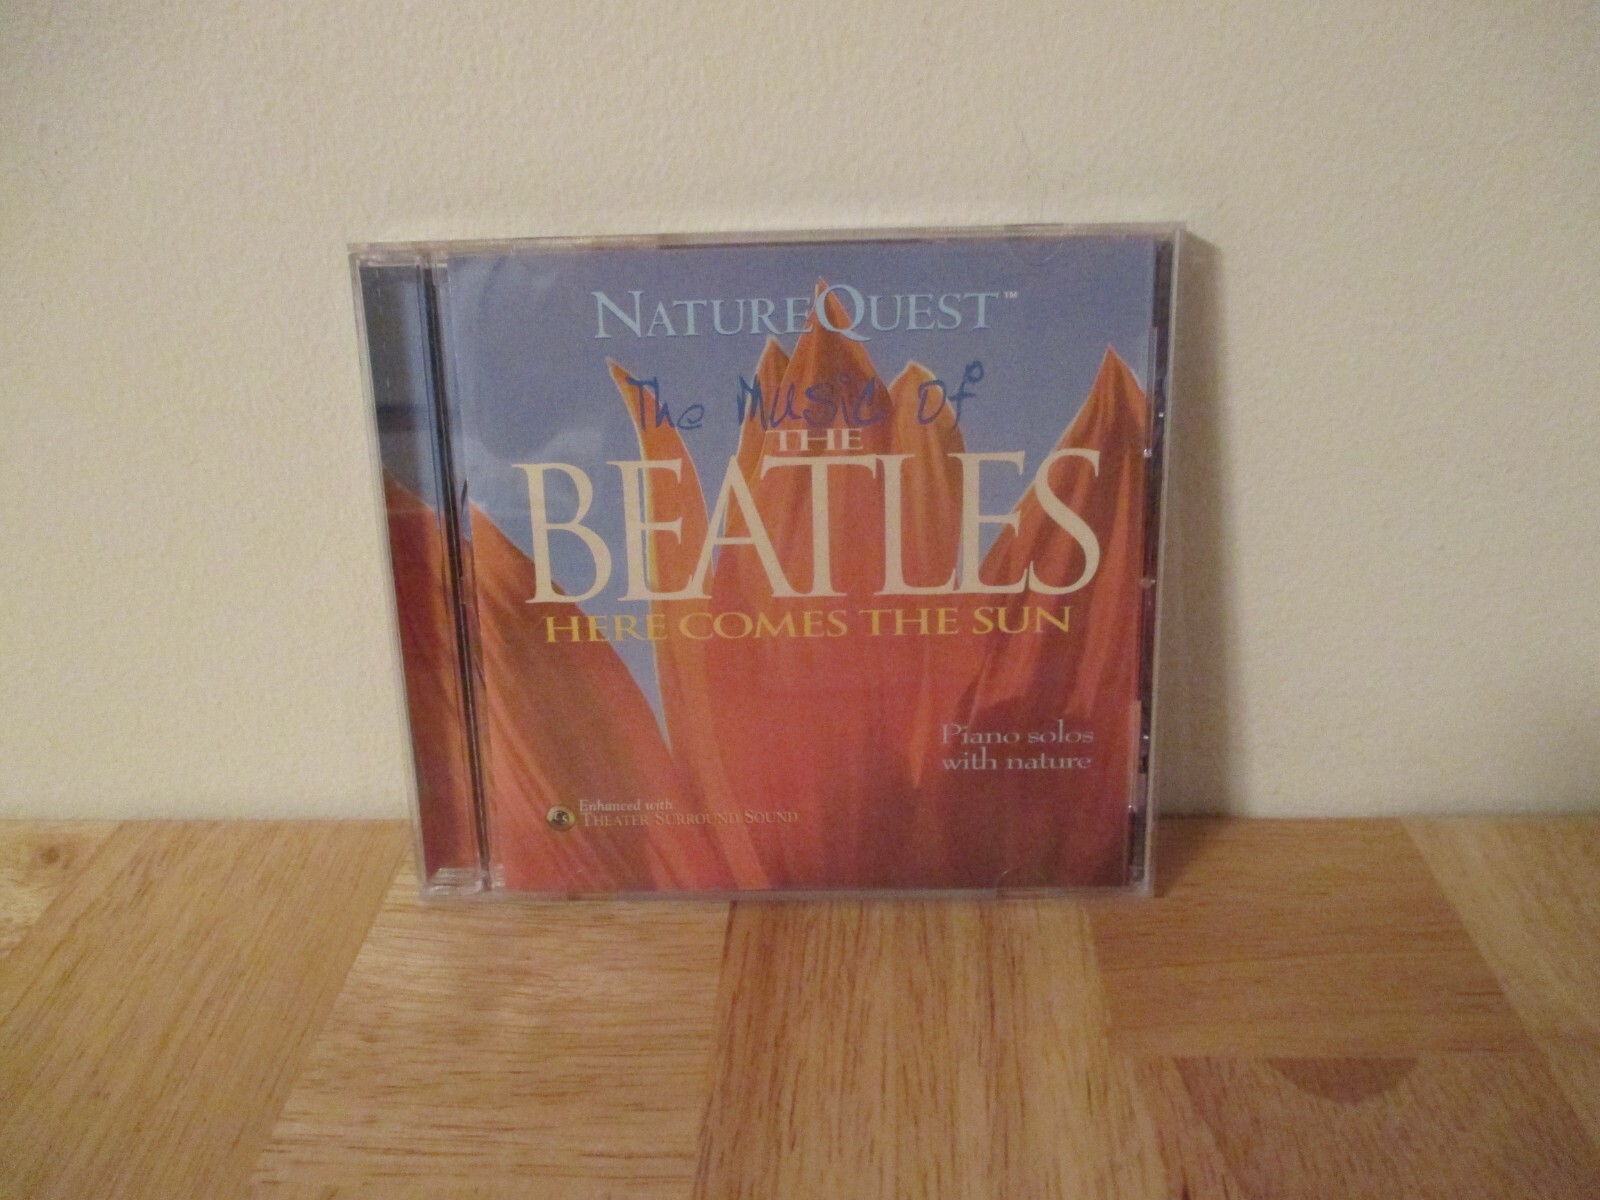 NATUREQUEST™
The Music Of
THE
BEATLES
HERE COMES THE SUN
Piano solos
with nature
Enhanced with
THEATER SURROUND SOUND